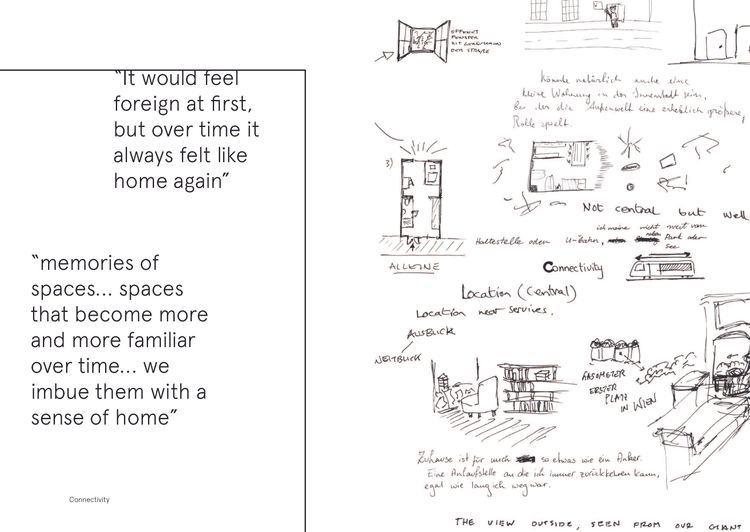 “It would feel
foreign at first,
but over time it
always felt like
home again”
“memories of
spaces... spaces
that become more
and more familiar
over time... we
imbue them with a
sense of home”
Connectivity
OFFENES
FENSTER
MIT
DER STRASSE
Könnte natürlich auch eine
kleine Wohnung in der Innenstadt sein,
bei der die Außenwelt eine erheblich größere,
Rolle spielt.
3)
ALLEINE
NOT central but well
ich meine nicht weit von
Haltestelle oder U-Bahn, Park oder
See
Connectivity
Location (central)
Location near services.
AUSBLICK
WEITBLICK
GASOMETER
ERSTER
PLATZ
IN WIEN
Zuhause ist für mich so etwas wie ein Anker.
Eine Anlaufstelle an die ich immer zurückkehren kann,
egal wie lang ich weg war.
THE VIEW OUTSIDE, SEEN FROM OUR GIANT